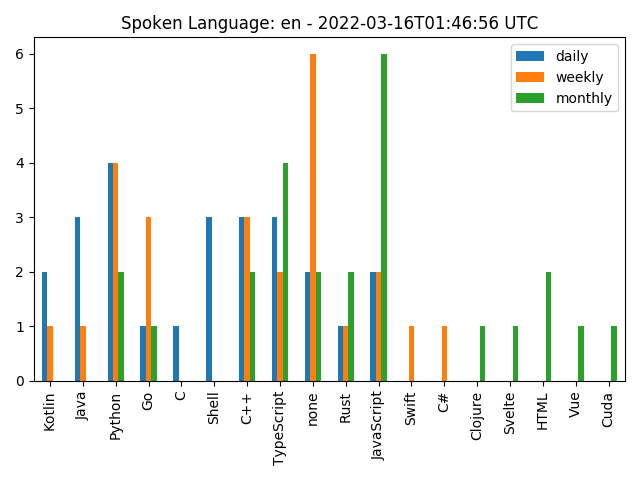 Spoken Language: en - 2022-03-16T01:46:56 UTC
daily
weekly
monthly
6
5
4
3
2
1
0
Kotlin
Java
Python
Go
C
Shell
C++
TypeScript
none
Rust
JavaScript
Swift
C#
Clojure
Svelte
HTML
Vue
Cuda